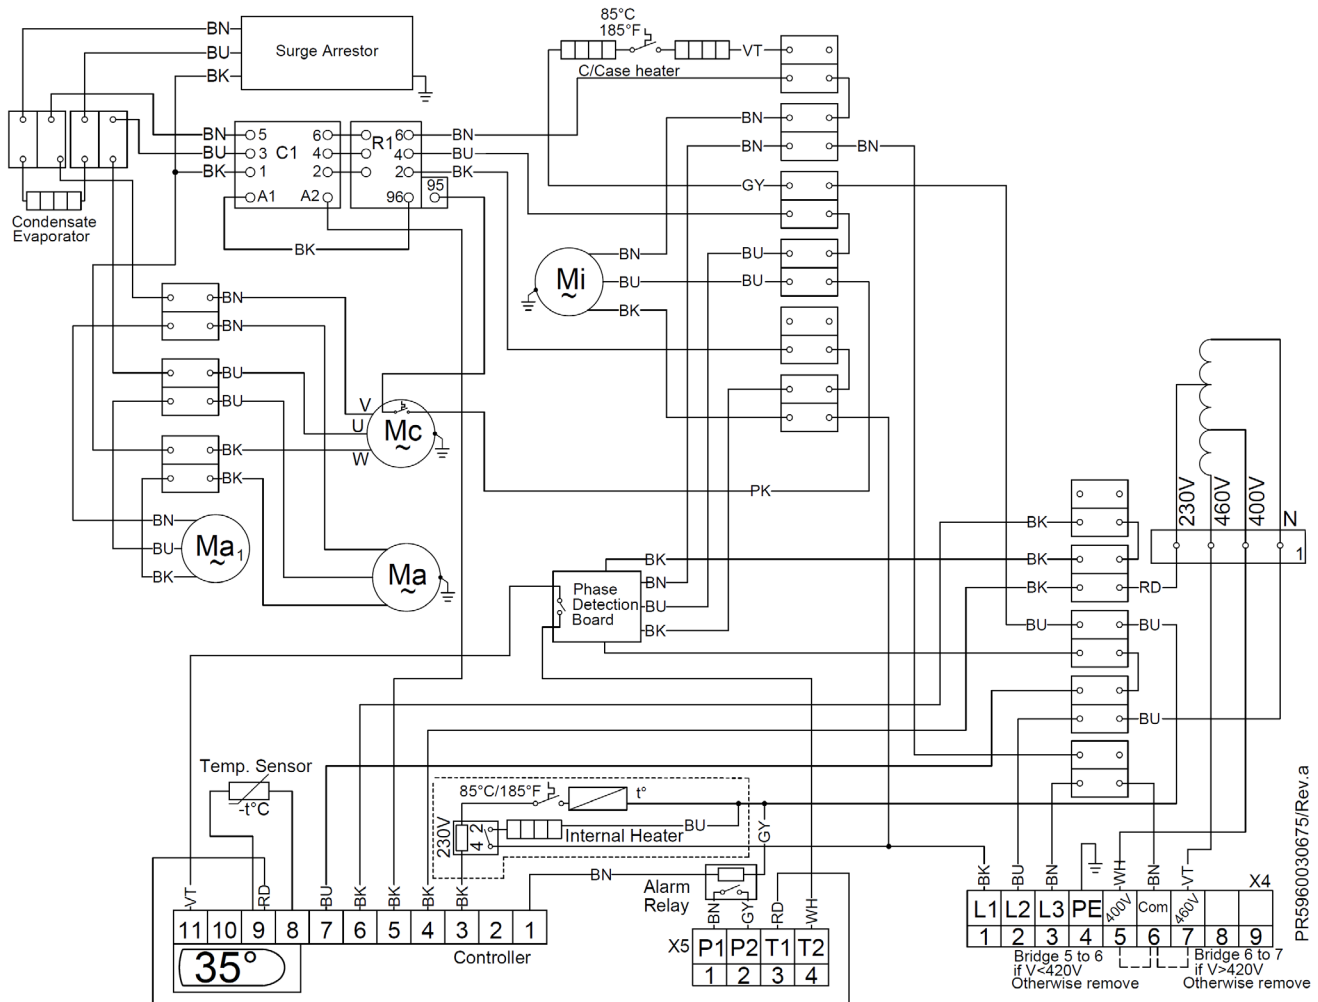 BN
BU
BK
Surge Arrestor
85°C
185°F
VT
C/Case heater
BN
BU
BK
5
3
1
C1
6
4
2
R1
6
4
2
BN
BU
BK
A1
A2
96
95
BK
Condensate
Evaporator
BN
BN
BN
GY
BU
BU
Mi
~
BN
BU
BK
BN
BN
BU
BU
BK
BK
V
U
W
Mc
~
PK
BN
BU
BK
Ma1
~
Ma
~
Phase
Detection
Board
BK
BN
BU
BK
BK
BK
BK
RD
BU
BU
BU
230V
460V
400V
N
1
Temp. Sensor
-t°C
85°C/185°F
t°
230V
2
4
BU
Internal Heater
GY
BN
Alarm
Relay
BN
GY
RD
WH
VT
RD
BU
BK
BK
BK
BK
11 10 9 8 7 6 5 4 3 2 1
35°
Controller
X5
P1 P2 T1 T2
1 2 3 4
BK
BU
BN
WH
BN
VT
X4
L1 L2 L3 PE 400V Com 460V
1 2 3 4 5 6 7 8 9
Bridge 5 to 6
if V<420V
Otherwise remove
Bridge 6 to 7
if V>420V
Otherwise remove
PR5960030675/Rev.a